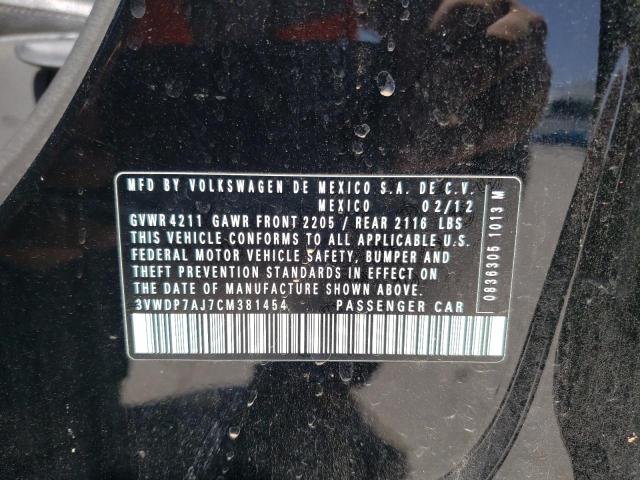 MFD BY VOLKSWAGEN DE MEXICO S.A. DE C.V.
MEXICO 02/12
GVWR 4211 GAWR FRONT 2205 / REAR 2116 LBS
THIS VEHICLE CONFORMS TO ALL APPLICABLE U.S.
FEDERAL MOTOR VEHICLE SAFETY, BUMPER AND
THEFT PREVENTION STANDARDS IN EFFECT ON
THE DATE OF MANUFACTURE SHOWN ABOVE.
3VWDP7AJ7CM381454 PASSENGER CAR
0836305 1013 M